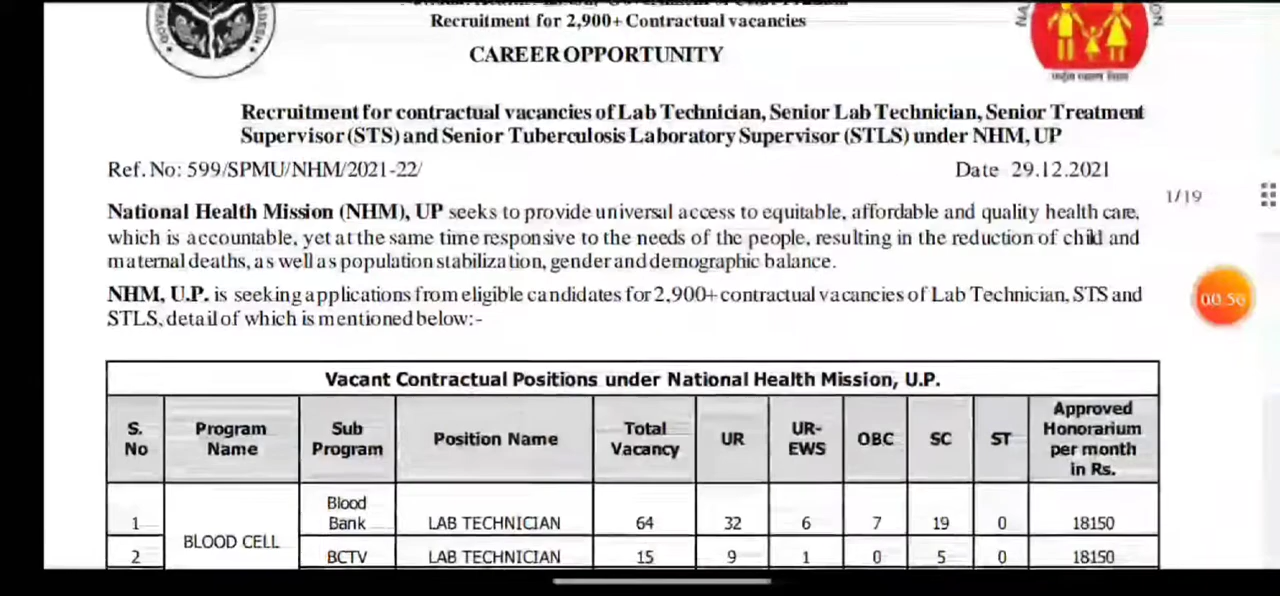 Recruitment for 2,900+ Contractual vacancies
CAREER OPPORTUNITY
Recruitment for contractual vacancies of Lab Technician, Senior Lab Technician, Senior Treatment
Supervisor (STS) and Senior Tuberculosis Laboratory Supervisor (STLS) under NHM, UP
Ref. No: 599/SPMU/NHM/2021-22/
Date 29.12.2021
1/19
National Health Mission (NHM), UP seeks to provide universal access to equitable, affordable and quality health care,
which is accountable, yet at the same time responsive to the needs of the people, resulting in the reduction of child and
maternal deaths, as well as population stabilization, gender and demographic balance.
NHM, U.P. is seeking applications from eligible candidates for 2,900+ contractual vacancies of Lab Technician, STS and
STLS, detail of which is mentioned below:-
00:50
Vacant Contractual Positions under National Health Mission, U.P.
S. No Program Name Sub Program Position Name Total Vacancy UR UR-EWS OBC SC ST Approved Honorarium per month in Rs.
1 BLOOD CELL Blood Bank LAB TECHNICIAN 64 32 6 7 19 0 18150
2 BCTV LAB TECHNICIAN 15 9 1 0 5 0 18150